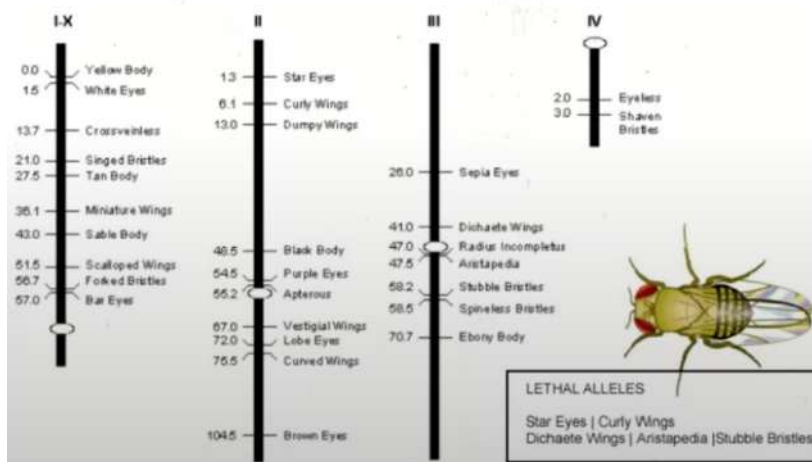 I-X
0.0 Yellow Body
1.5 White Eyes
13.7 Crossveinless
21.0 Singed Bristles
27.5 Tan Body
36.1 Miniature Wings
43.0 Sable Body
51.5 Scalloped Wings
56.7 Forked Bristles
57.0 Bar Eyes
II
1.3 Star Eyes
6.1 Curly Wings
13.0 Dumpy Wings
48.5 Black Body
54.5 Purple Eyes
55.2 Apterous
67.0 Vestigial Wings
72.0 Lobe Eyes
75.5 Curved Wings
104.5 Brown Eyes
III
26.0 Sepia Eyes
41.0 Dichaete Wings
47.0 Radius Incompletus
47.5 Aristapedia
58.2 Stubble Bristles
58.5 Spineless Bristles
70.7 Ebony Body
IV
2.0 Eyeless
3.0 Shaven
Bristles
LETHAL ALLELES
Star Eyes | Curly Wings
Dichaete Wings | Aristapedia |Stubble Bristles